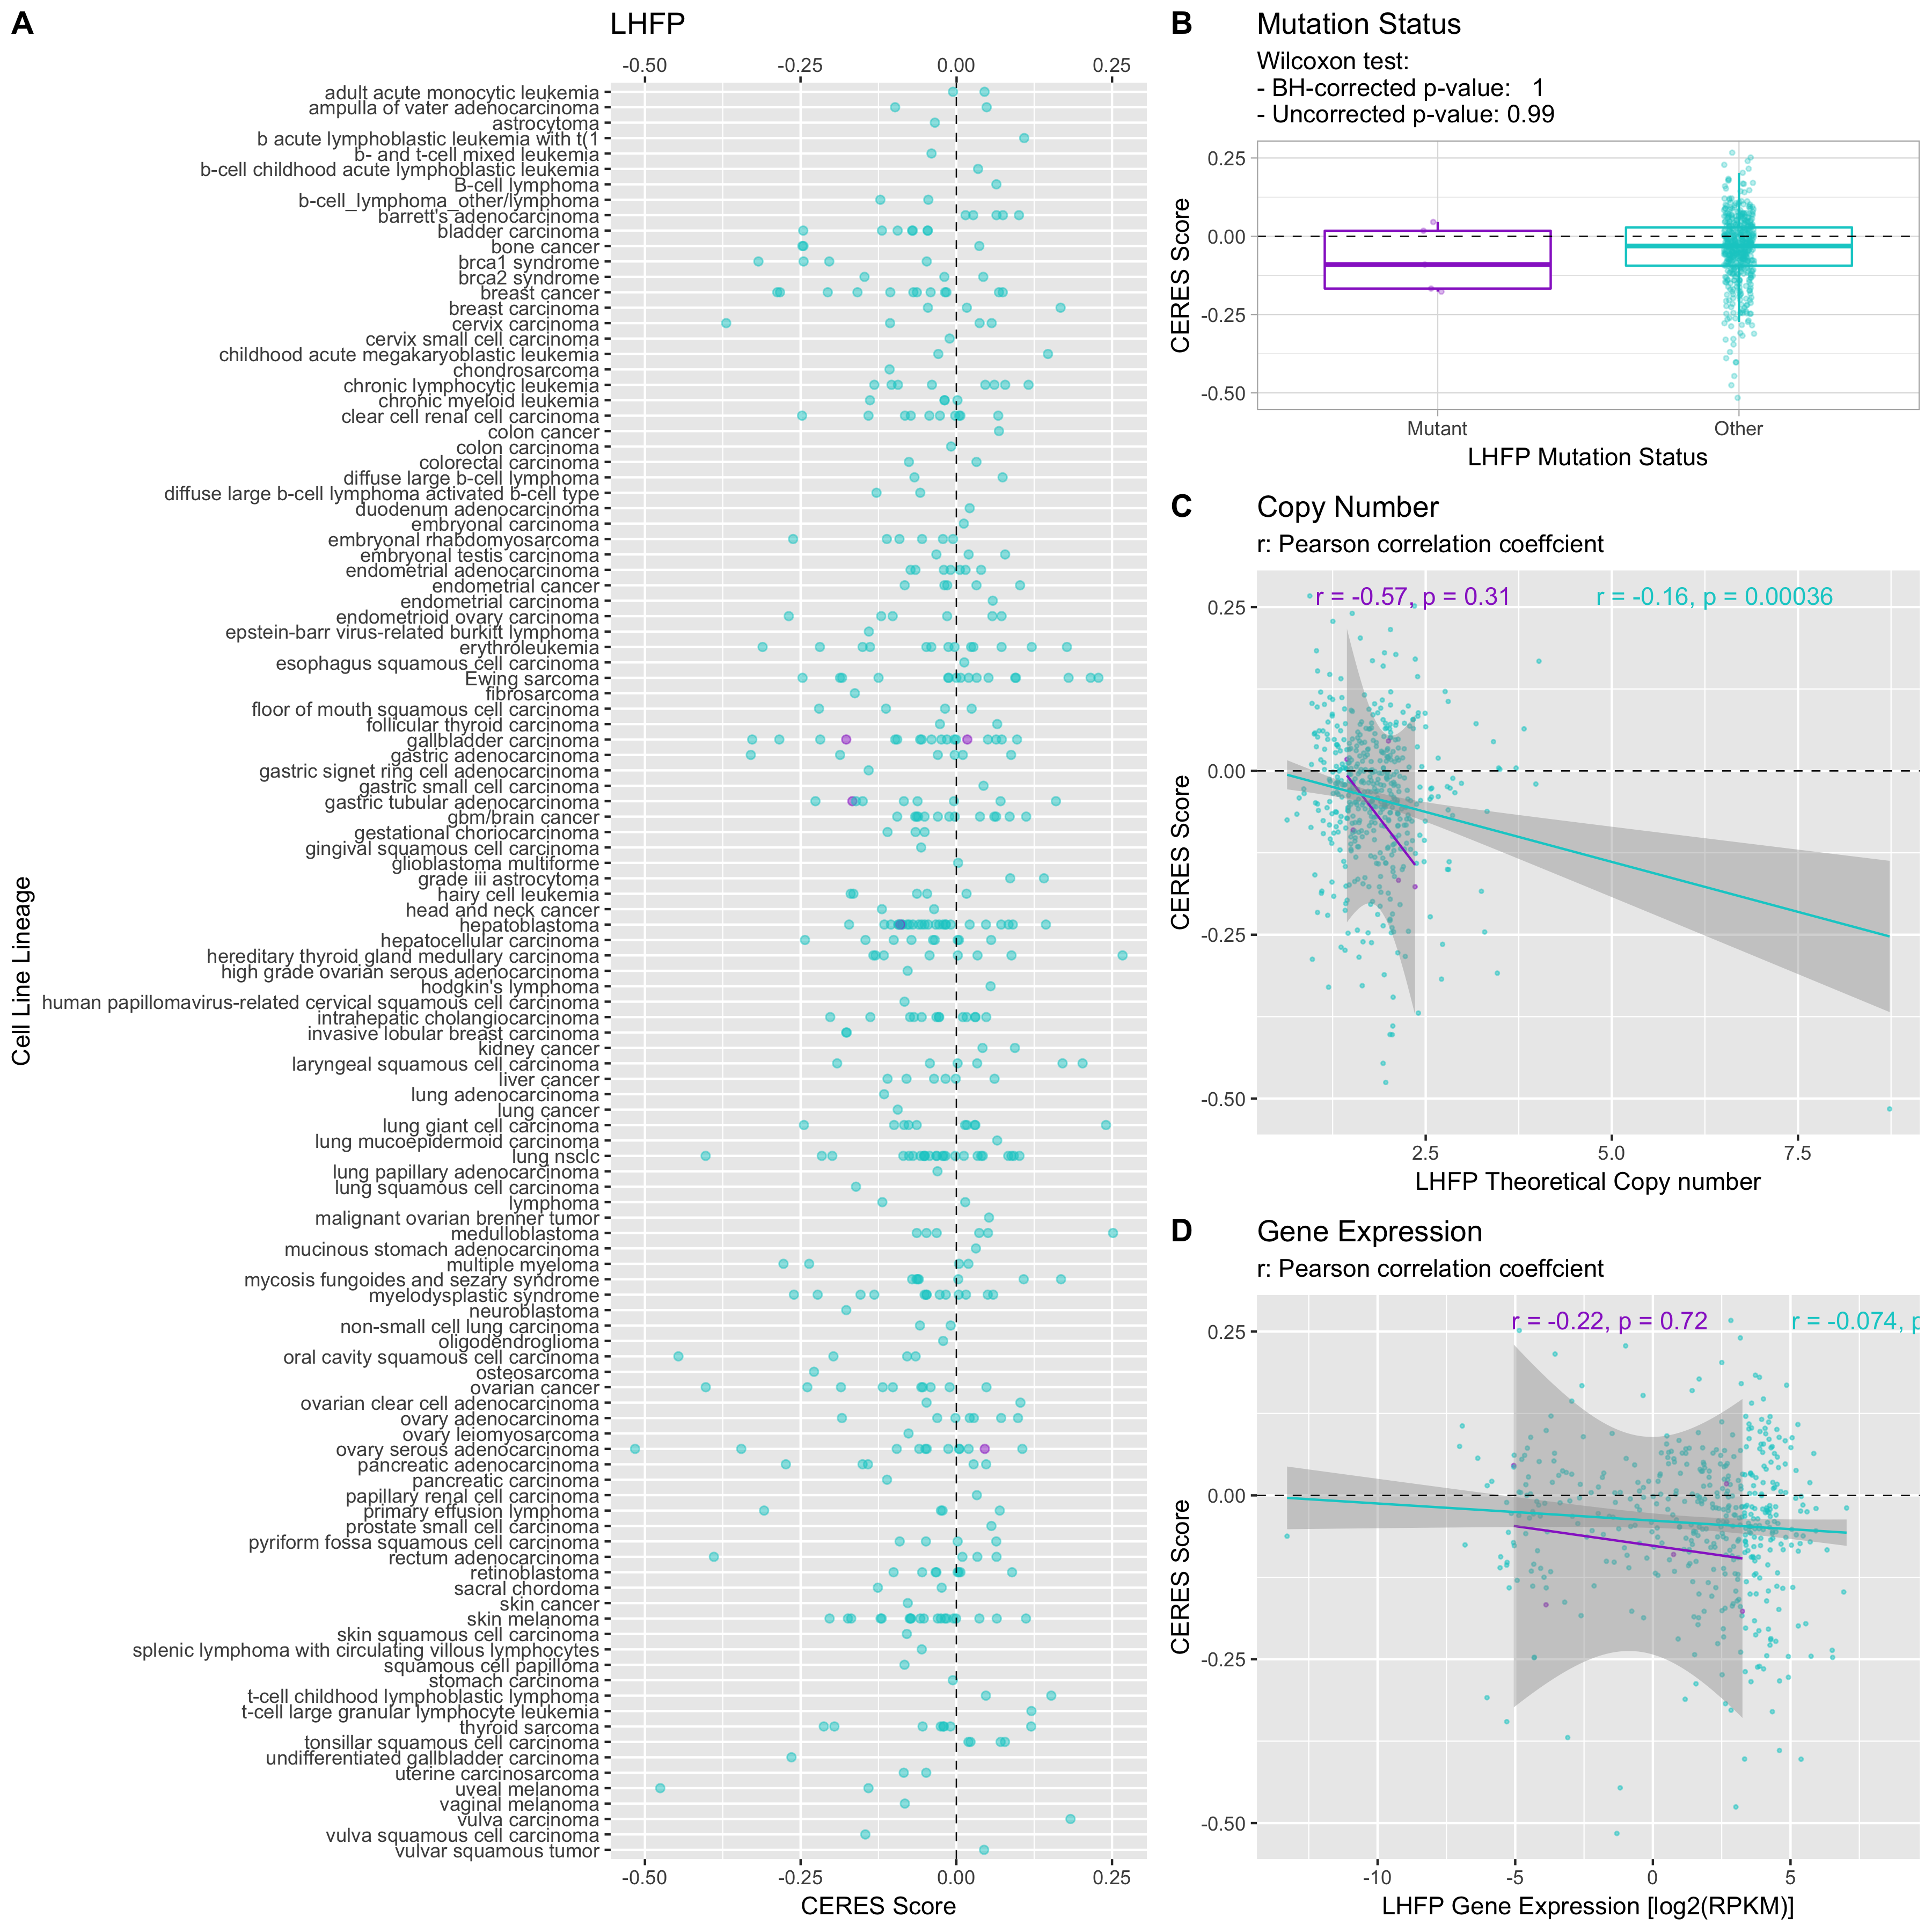 A
LHFP
-0.50 -0.25 0.00 0.25
adult acute monocytic leukemia
ampulla of vater adenocarcinoma
astrocytoma
b acute lymphoblastic leukemia with t(1
b- and t-cell mixed leukemia
b-cell childhood acute lymphoblastic leukemia
B-cell lymphoma
b-cell_lymphoma_other/lymphoma
barrett's adenocarcinoma
bladder carcinoma
bone cancer
brca1 syndrome
brca2 syndrome
breast cancer
breast carcinoma
cervix carcinoma
cervix small cell carcinoma
childhood acute megakaryoblastic leukemia
chondrosarcoma
chronic lymphocytic leukemia
chronic myeloid leukemia
clear cell renal cell carcinoma
colon cancer
colon carcinoma
colorectal carcinoma
diffuse large b-cell lymphoma
diffuse large b-cell lymphoma activated b-cell type
duodenum adenocarcinoma
embryonal carcinoma
embryonal rhabdomyosarcoma
embryonal testis carcinoma
endometrial adenocarcinoma
endometrial cancer
endometrial carcinoma
endometrioid ovary carcinoma
epstein-barr virus-related burkitt lymphoma
erythroleukemia
esophagus squamous cell carcinoma
Ewing sarcoma
fibrosarcoma
floor of mouth squamous cell carcinoma
follicular thyroid carcinoma
gallbladder carcinoma
gastric adenocarcinoma
gastric signet ring cell adenocarcinoma
gastric small cell carcinoma
gastric tubular adenocarcinoma
gbm/brain cancer
gestational choriocarcinoma
gingival squamous cell carcinoma
glioblastoma multiforme
grade iii astrocytoma
hairy cell leukemia
head and neck cancer
hepatoblastoma
hepatocellular carcinoma
hereditary thyroid gland medullary carcinoma
high grade ovarian serous adenocarcinoma
hodgkin's lymphoma
human papillomavirus-related cervical squamous cell carcinoma
intrahepatic cholangiocarcinoma
invasive lobular breast carcinoma
kidney cancer
laryngeal squamous cell carcinoma
liver cancer
lung adenocarcinoma
lung cancer
lung giant cell carcinoma
lung mucoepidermoid carcinoma
lung nsclc
lung papillary adenocarcinoma
lung squamous cell carcinoma
lymphoma
malignant ovarian brenner tumor
medulloblastoma
mucinous stomach adenocarcinoma
multiple myeloma
mycosis fungoides and sezary syndrome
myelodysplastic syndrome
neuroblastoma
non-small cell lung carcinoma
oligodendroglioma
oral cavity squamous cell carcinoma
osteosarcoma
ovarian cancer
ovarian clear cell adenocarcinoma
ovary adenocarcinoma
ovary leiomyosarcoma
ovary serous adenocarcinoma
pancreatic adenocarcinoma
pancreatic carcinoma
papillary renal cell carcinoma
primary effusion lymphoma
prostate small cell carcinoma
pyriform fossa squamous cell carcinoma
rectum adenocarcinoma
retinoblastoma
sacral chordoma
skin cancer
skin melanoma
skin squamous cell carcinoma
splenic lymphoma with circulating villous lymphocytes
squamous cell papilloma
stomach carcinoma
t-cell childhood lymphoblastic lymphoma
t-cell large granular lymphocyte leukemia
thyroid sarcoma
tonsillar squamous cell carcinoma
undifferentiated gallbladder carcinoma
uterine carcinosarcoma
uveal melanoma
vaginal melanoma
vulva carcinoma
vulva squamous cell carcinoma
vulvar squamous tumor
-0.50 -0.25 0.00 0.25
CERES Score
Cell Line Lineage
B
Mutation Status
Wilcoxon test:
- BH-corrected p-value: 1
- Uncorrected p-value: 0.99
0.25
0.00
-0.25
-0.50
CERES Score
Mutant Other
LHFP Mutation Status
C
Copy Number
r: Pearson correlation coeffcient
r = -0.57, p = 0.31 r = -0.16, p = 0.00036
0.25
0.00
-0.25
-0.50
CERES Score
2.5 5.0 7.5
LHFP Theoretical Copy number
D
Gene Expression
r: Pearson correlation coeffcient
r = -0.22, p = 0.72 r = -0.074, p
0.25
0.00
-0.25
-0.50
CERES Score
-10 -5 0 5
LHFP Gene Expression [log2(RPKM)]